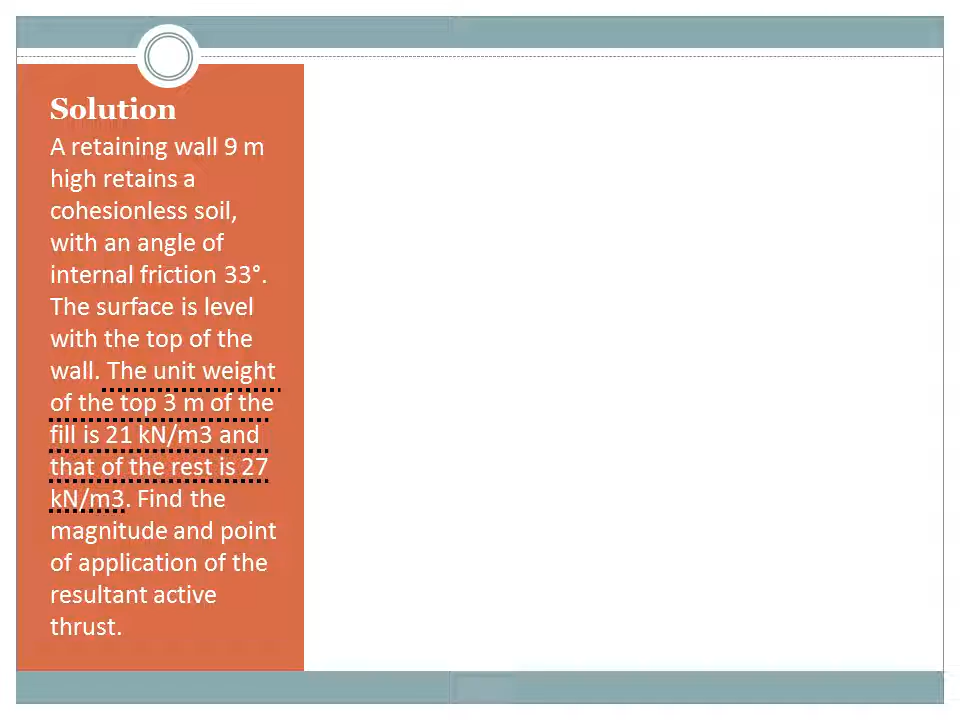 Solution
A retaining wall 9 m
high retains a
cohesionless soil,
with an angle of
internal friction 33°.
The surface is level
with the top of the
wall. The unit weight
of the top 3 m of the
fill is 21 kN/m3 and
that of the rest is 27
kN/m3. Find the
magnitude and point
of application of the
resultant active
thrust.